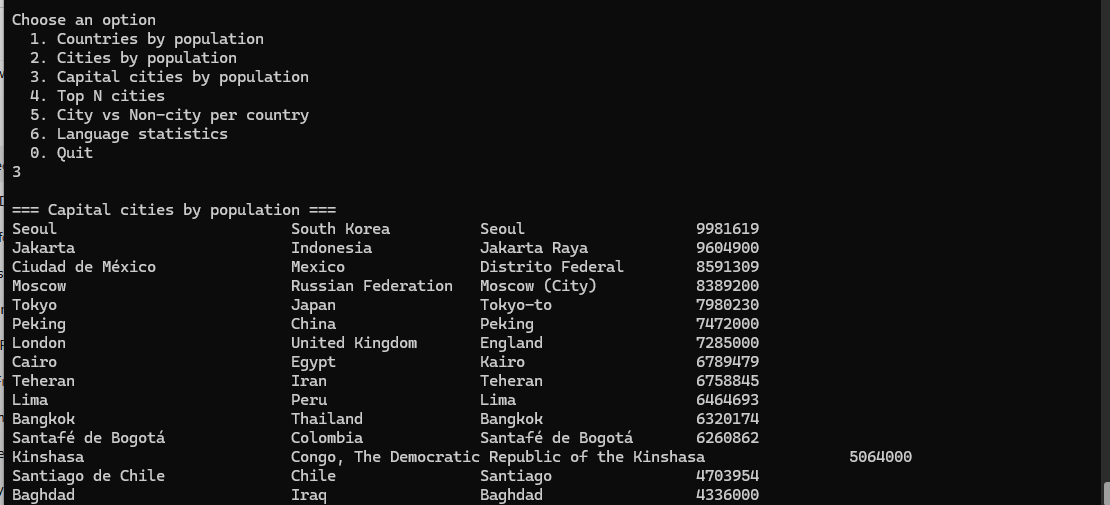 Choose an option
1. Countries by population
2. Cities by population
3. Capital cities by population
4. Top N cities
5. City vs Non-city per country
6. Language statistics
0. Quit
3
=== Capital cities by population ===
Seoul South Korea Seoul 9981619
Jakarta Indonesia Jakarta Raya 9604900
Ciudad de México Mexico Distrito Federal 8591309
Moscow Russian Federation Moscow (City) 8389200
Tokyo Japan Tokyo-to 7980230
Peking China Peking 7472000
London United Kingdom England 7285000
Cairo Egypt Kairo 6789479
Teheran Iran Teheran 6758845
Lima Peru Lima 6464693
Bangkok Thailand Bangkok 6320174
Santafé de Bogotá Colombia Santafé de Bogotá 6260862
Kinshasa Congo, The Democratic Republic of the Kinshasa 5064000
Santiago de Chile Chile Santiago 4703954
Baghdad Iraq Baghdad 4336000